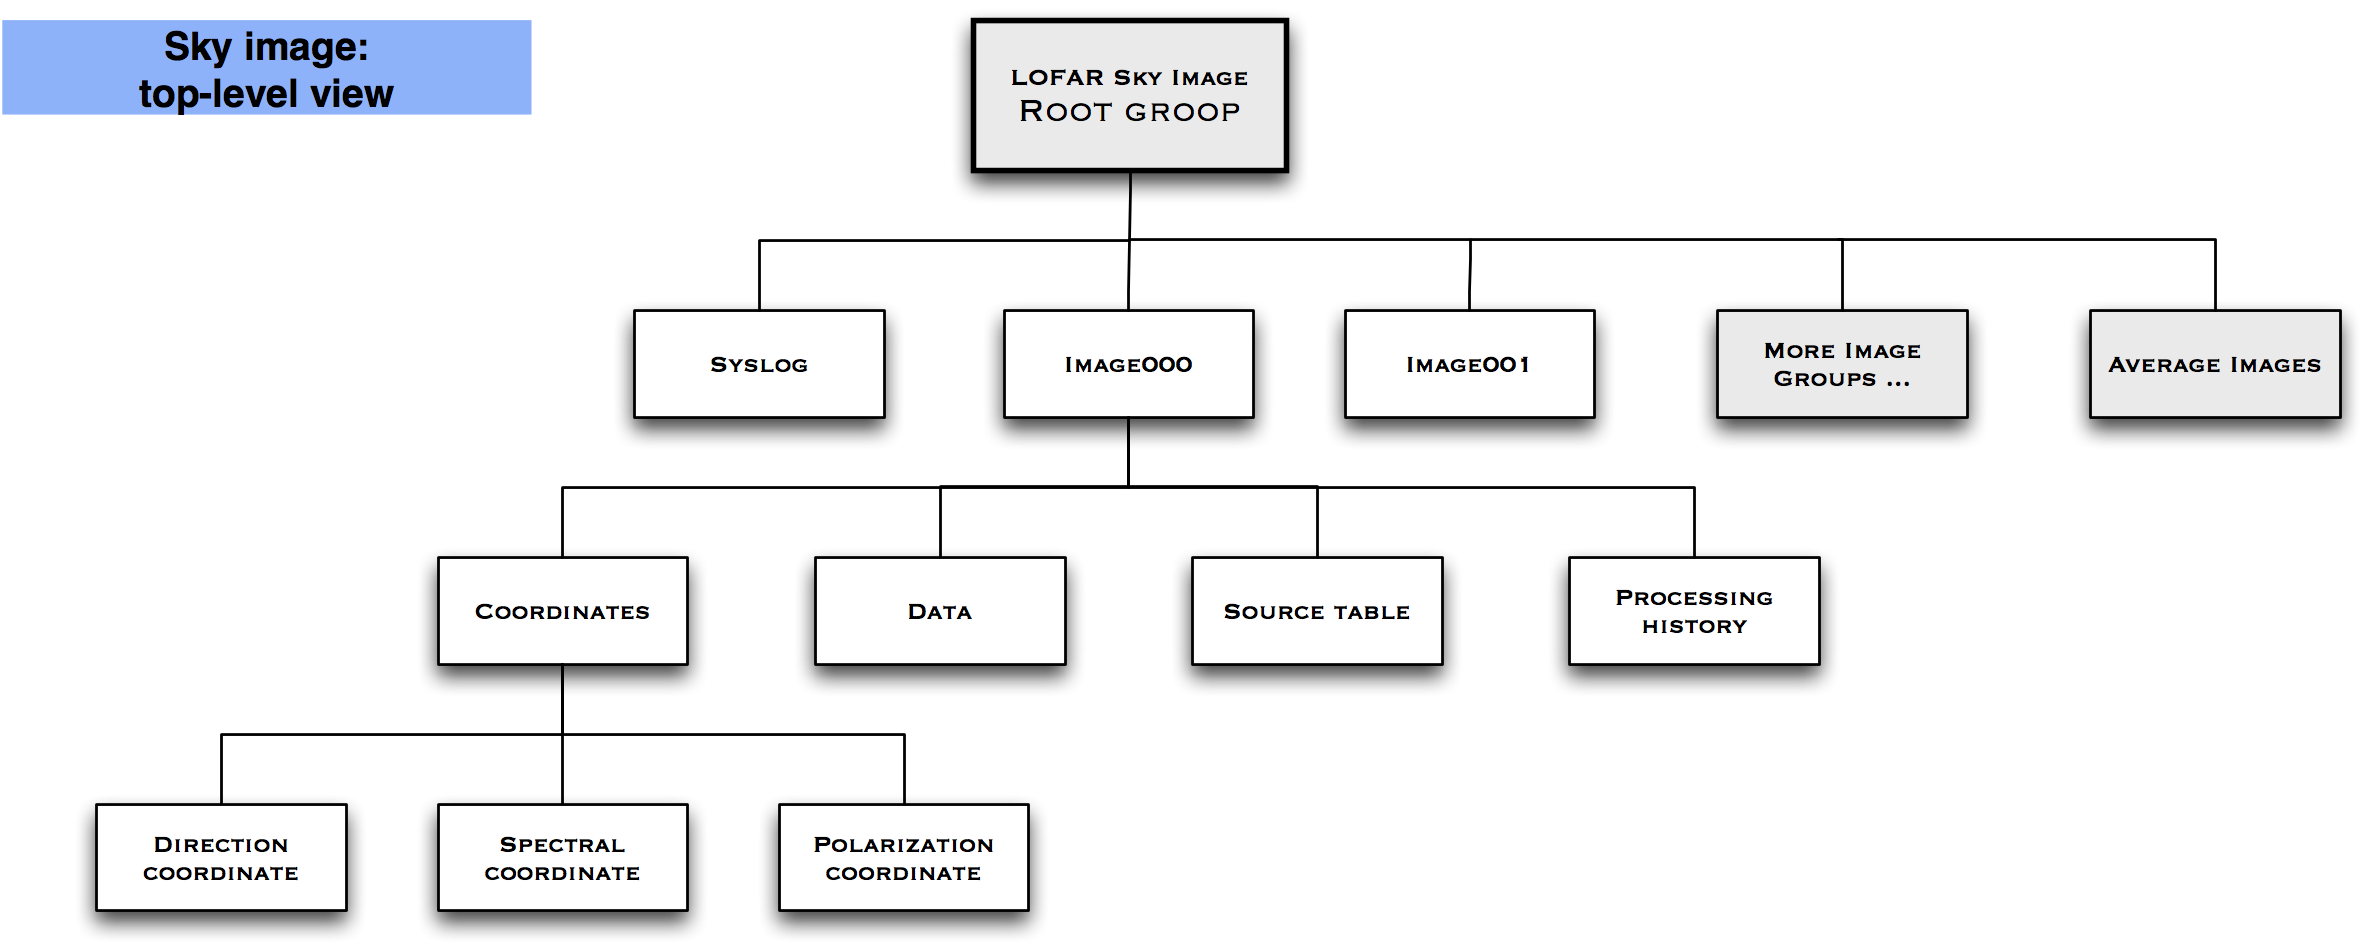 Sky image:
top-level view
LOFAR Sky Image
Root groop
Syslog
Image000
Image001
More Image
Groups ...
Average Images
Coordinates
Data
Source table
Processing
history
Direction
coordinate
Spectral
coordinate
Polarization
coordinate